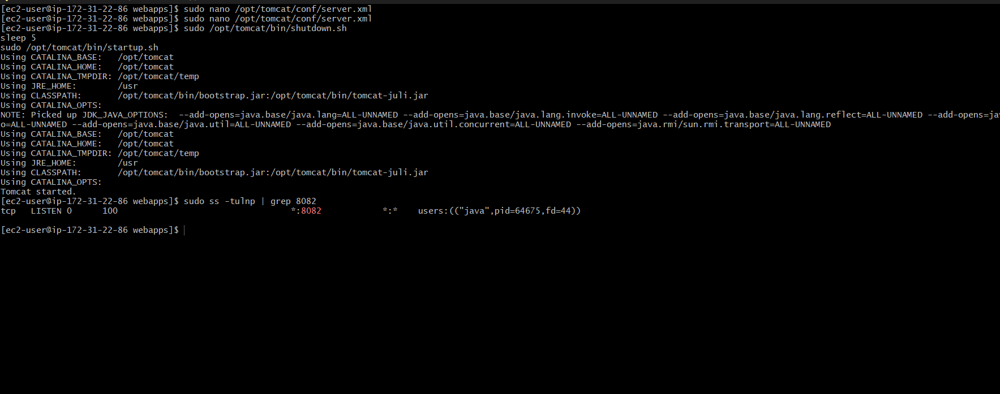 [ec2-user@ip-172-31-22-86 webapps]$ sudo nano /opt/tomcat/conf/server.xml
[ec2-user@ip-172-31-22-86 webapps]$ sudo nano /opt/tomcat/conf/server.xml
[ec2-user@ip-172-31-22-86 webapps]$ sudo /opt/tomcat/bin/shutdown.sh
sleep 5
sudo /opt/tomcat/bin/startup.sh
Using CATALINA_BASE:   /opt/tomcat
Using CATALINA_HOME:   /opt/tomcat
Using CATALINA_TMPDIR: /opt/tomcat/temp
Using JRE_HOME:        /usr
Using CLASSPATH:       /opt/tomcat/bin/bootstrap.jar:/opt/tomcat/bin/tomcat-juli.jar
Using CATALINA_OPTS:
NOTE: Picked up JDK_JAVA_OPTIONS:  --add-opens=java.base/java.lang=ALL-UNNAMED --add-opens=java.base/java.lang.invoke=ALL-UNNAMED --add-opens=java.base/java.lang.reflect=ALL-UNNAMED --add-opens=jav
o=ALL-UNNAMED --add-opens=java.base/java.util=ALL-UNNAMED --add-opens=java.base/java.util.concurrent=ALL-UNNAMED --add-opens=java.rmi/sun.rmi.transport=ALL-UNNAMED
Using CATALINA_BASE:   /opt/tomcat
Using CATALINA_HOME:   /opt/tomcat
Using CATALINA_TMPDIR: /opt/tomcat/temp
Using JRE_HOME:        /usr
Using CLASSPATH:       /opt/tomcat/bin/bootstrap.jar:/opt/tomcat/bin/tomcat-juli.jar
Using CATALINA_OPTS:
Tomcat started.
[ec2-user@ip-172-31-22-86 webapps]$ sudo ss -tulnp | grep 8082
tcp   LISTEN 0      100                                  *:8082            *:*    users:(("java",pid=64675,fd=44))
[ec2-user@ip-172-31-22-86 webapps]$